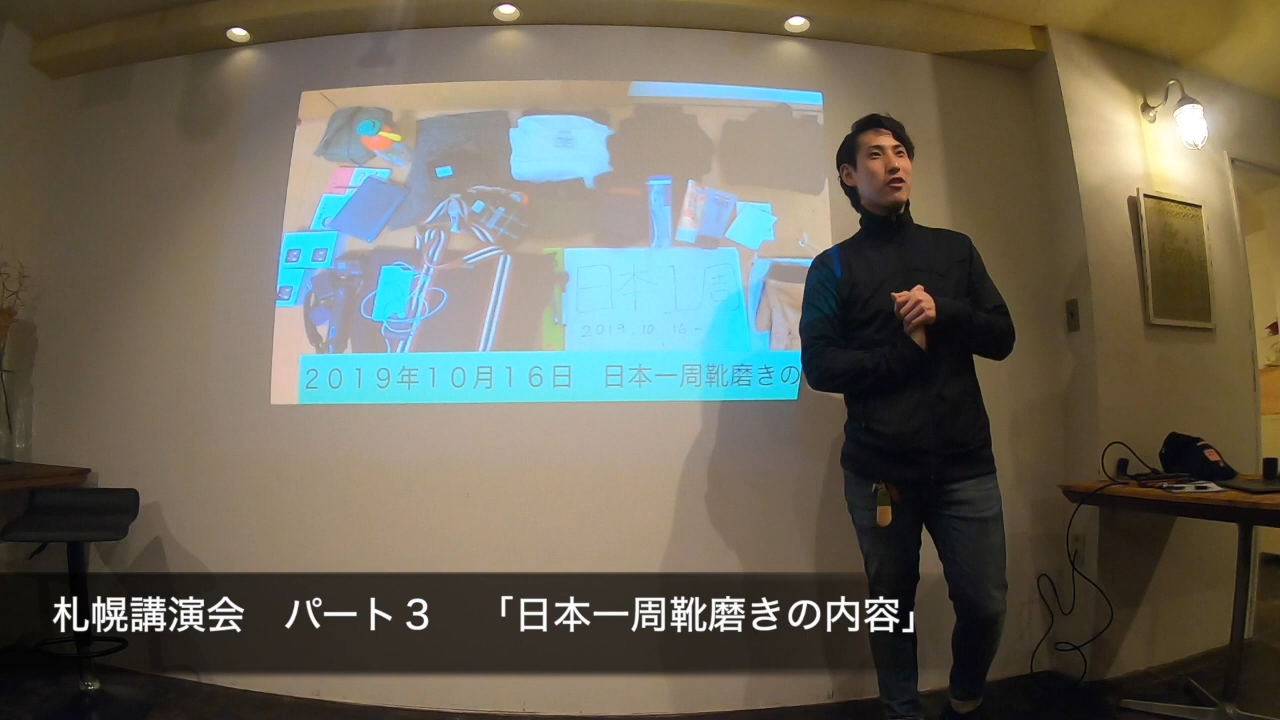 日本1周
2019.10.16~
2019年10月16日　日本一周靴磨きの
札幌講演会　パート3　「日本一周靴磨きの内容」